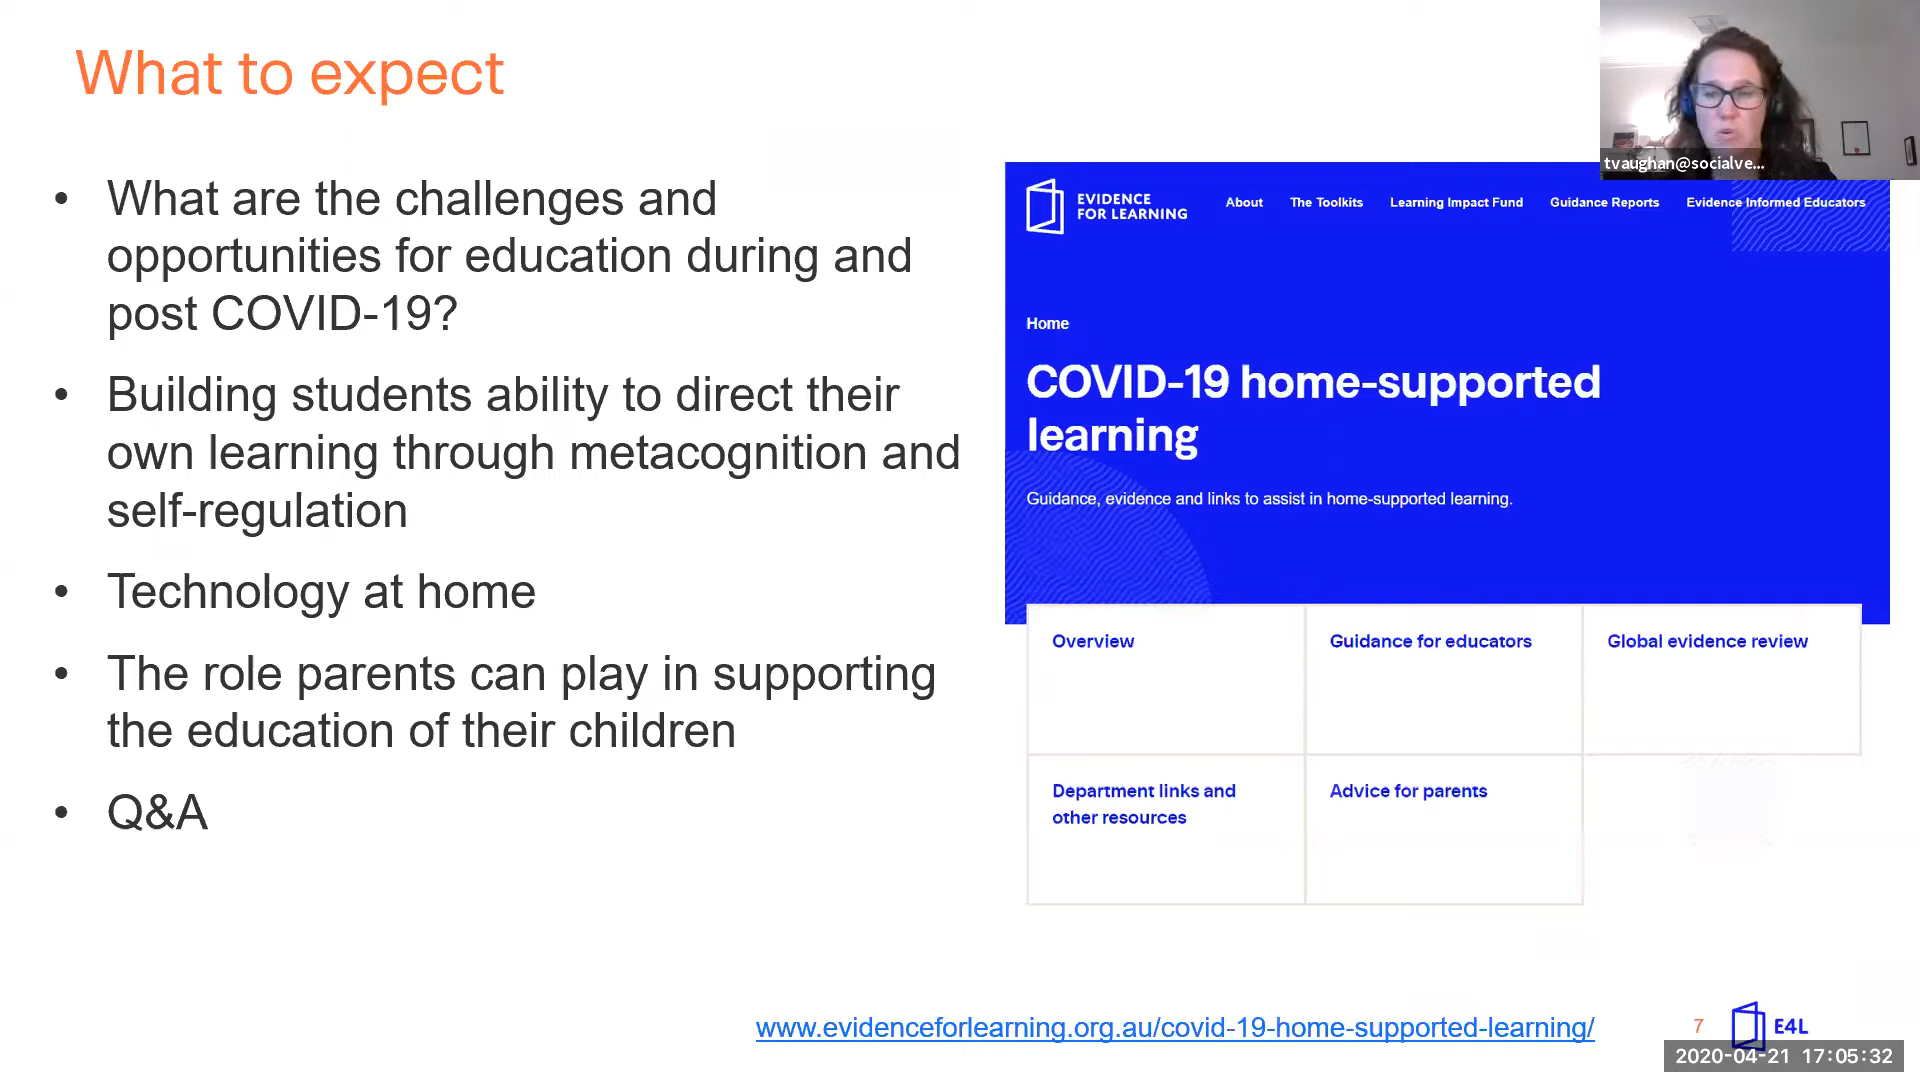 What to expect
• What are the challenges and
opportunities for education during and
post COVID-19?
• Building students ability to direct their
own learning through metacognition and
self-regulation
• Technology at home
• The role parents can play in supporting
the education of their children
• Q&A
tvaughan@socialve...
EVIDENCE
FOR LEARNING
About The Toolkits Learning Impact Fund Guidance Reports Evidence Informed Educators
Home
COVID-19 home-supported
learning
Guidance, evidence and links to assist in home-supported learning.
Overview
Guidance for educators
Global evidence review
Department links and
other resources
Advice for parents
www.evidenceforlearning.org.au/covid-19-home-supported-learning/
7
E4L
2020-04-21 17:05:32